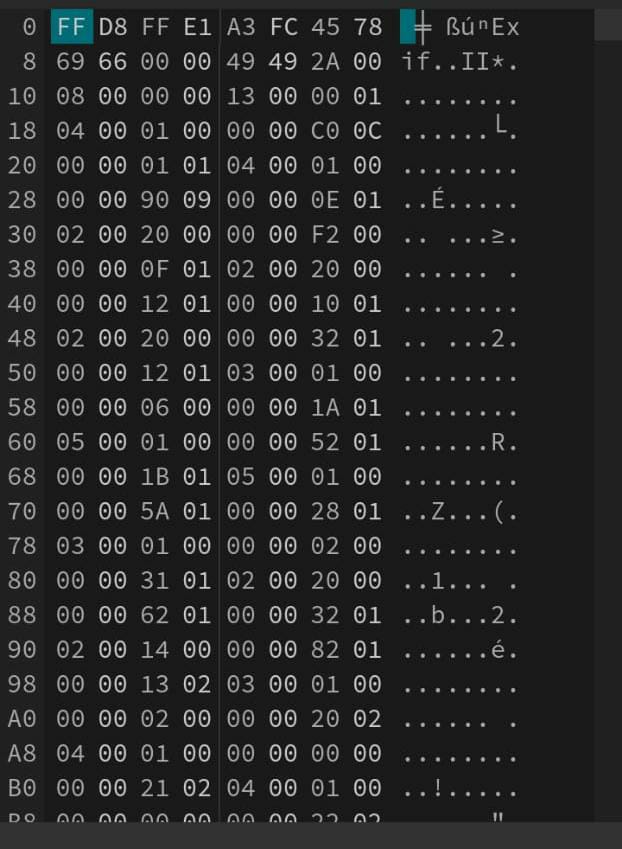 0 FF D8 FF E1 A3 FC 45 78 ╪ ßúⁿEx
8 69 66 00 00 49 49 2A 00 if..II*.
10 08 00 00 00 13 00 00 01 ........
18 04 00 01 00 00 00 C0 0C ......└.
20 00 00 01 01 04 00 01 00 ........
28 00 00 90 09 00 00 0E 01 ..É.....
30 02 00 20 00 00 00 F2 00 .. ...≥.
38 00 00 0F 01 02 00 20 00 ...... .
40 00 00 12 01 00 00 10 01 ........
48 02 00 20 00 00 00 32 01 .. ...2.
50 00 00 12 01 03 00 01 00 ........
58 00 00 06 00 00 00 1A 01 ........
60 05 00 01 00 00 00 52 01 ......R.
68 00 00 1B 01 05 00 01 00 ........
70 00 00 5A 01 00 00 28 01 ..Z...(.
78 03 00 01 00 00 00 02 00 ........
80 00 00 31 01 02 00 20 00 ..1... .
88 00 00 62 01 00 00 32 01 ..b...2.
90 02 00 14 00 00 00 82 01 ......é.
98 00 00 13 02 03 00 01 00 ........
A0 00 00 02 00 00 00 20 02 ...... .
A8 04 00 01 00 00 00 00 00 ........
B0 00 00 21 02 04 00 01 00 ..!.....
B8 00 00 00 00 00 00 22 02 "